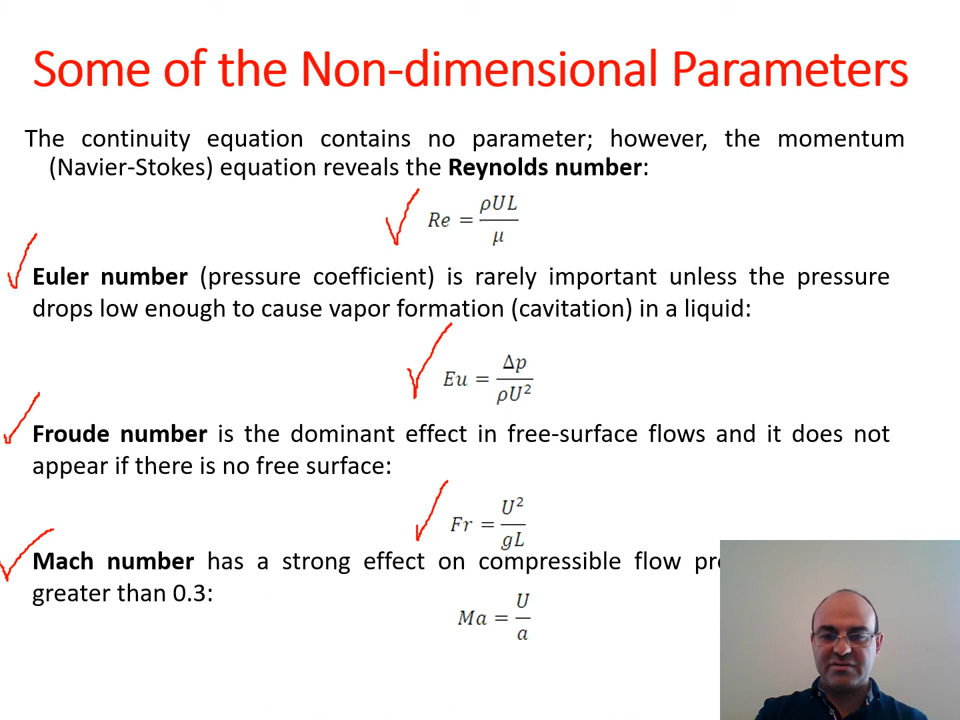 Some of the Non-dimensional Parameters
The continuity equation contains no parameter; however, the momentum
(Navier-Stokes) equation reveals the Reynolds number:
Re = ρUL / μ
Euler number (pressure coefficient) is rarely important unless the pressure
drops low enough to cause vapor formation (cavitation) in a liquid:
Eu = Δp / ρU²
Froude number is the dominant effect in free-surface flows and it does not
appear if there is no free surface:
Fr = U² / gL
Mach number has a strong effect on compressible flow
greater than 0.3:
Ma = U / a